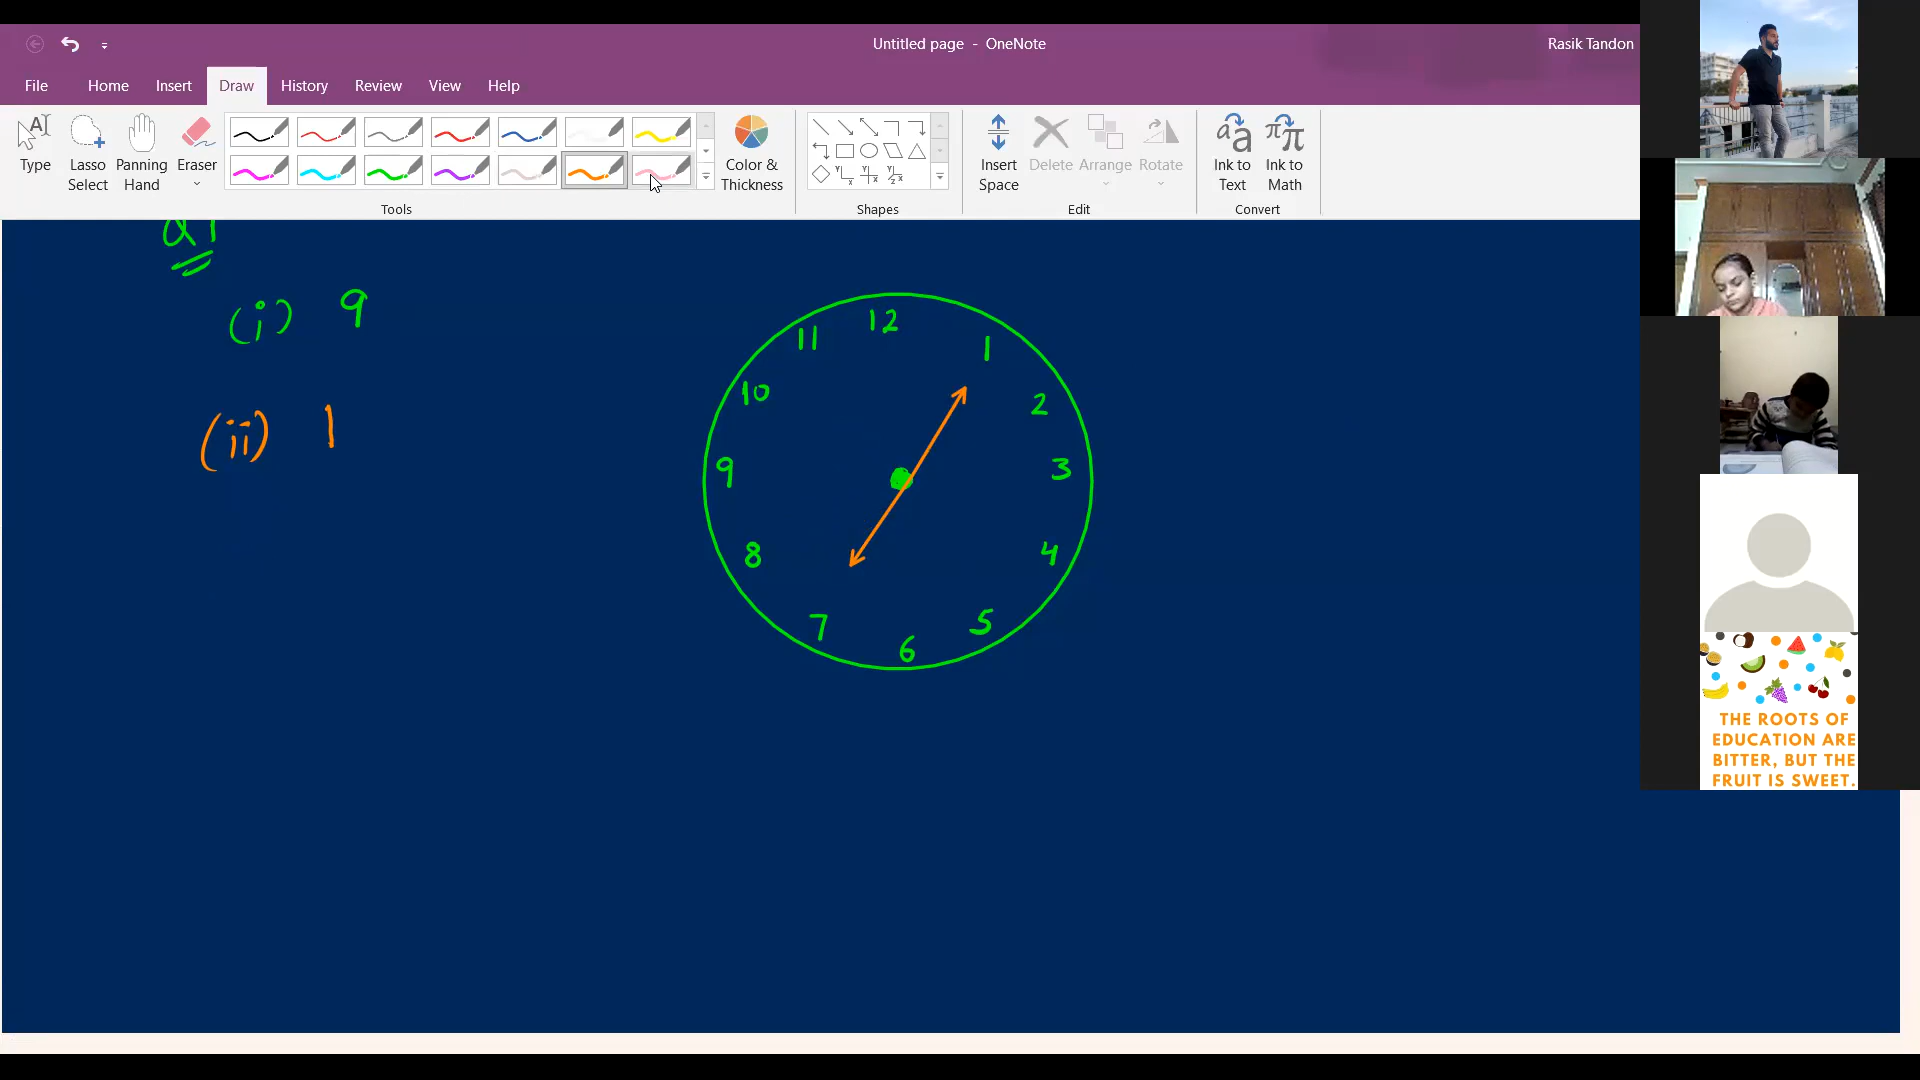 Untitled page - OneNote
Rasik Tandon
File Home Insert Draw History Review View Help
Type
Lasso Select
Panning Hand
Eraser
Color & Thickness
Insert Space
Delete
Arrange
Rotate
Ink to Text
Ink to Math
Tools
Shapes
Edit
Convert
Q1
(i) 9
(ii) 1
12
11
1
10
2
9
3
8
4
7
5
6
THE ROOTS OF
EDUCATION ARE
BITTER, BUT THE
FRUIT IS SWEET.